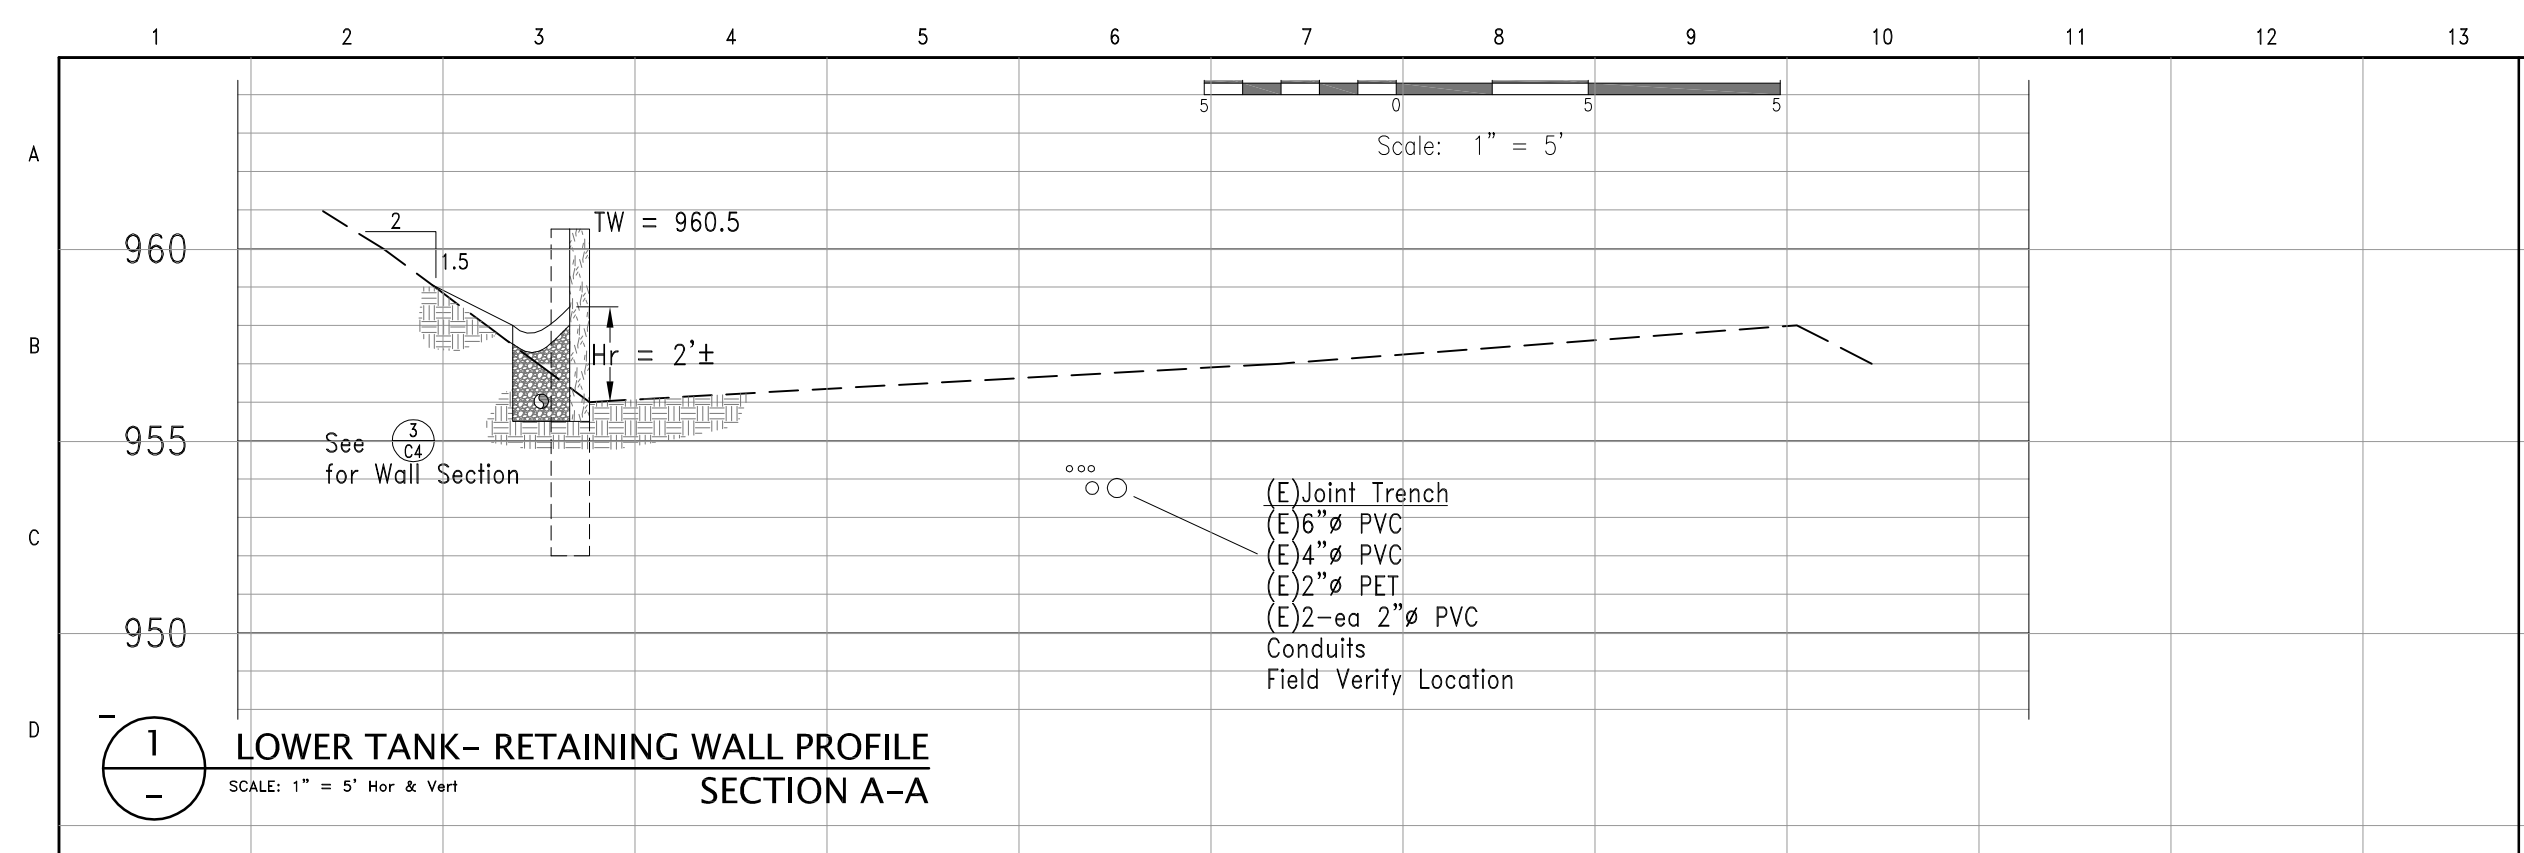 1 2 3 4 5 6 7 8 9 10 11 12 13
5 0 5 5
A
Scale: 1" = 5'
2
TW = 960.5
960
1.5
B
Hr = 2'±
955
See 3
C4
for Wall Section
(E)Joint Trench
(E)6"ø PVC
C
(E)4"ø PVC
(E)2"ø PET
(E)2-ea 2"ø PVC
950
Conduits
Field Verify Location
D
1
-
-
LOWER TANK- RETAINING WALL PROFILE
SCALE: 1" = 5' Hor & Vert
SECTION A-A